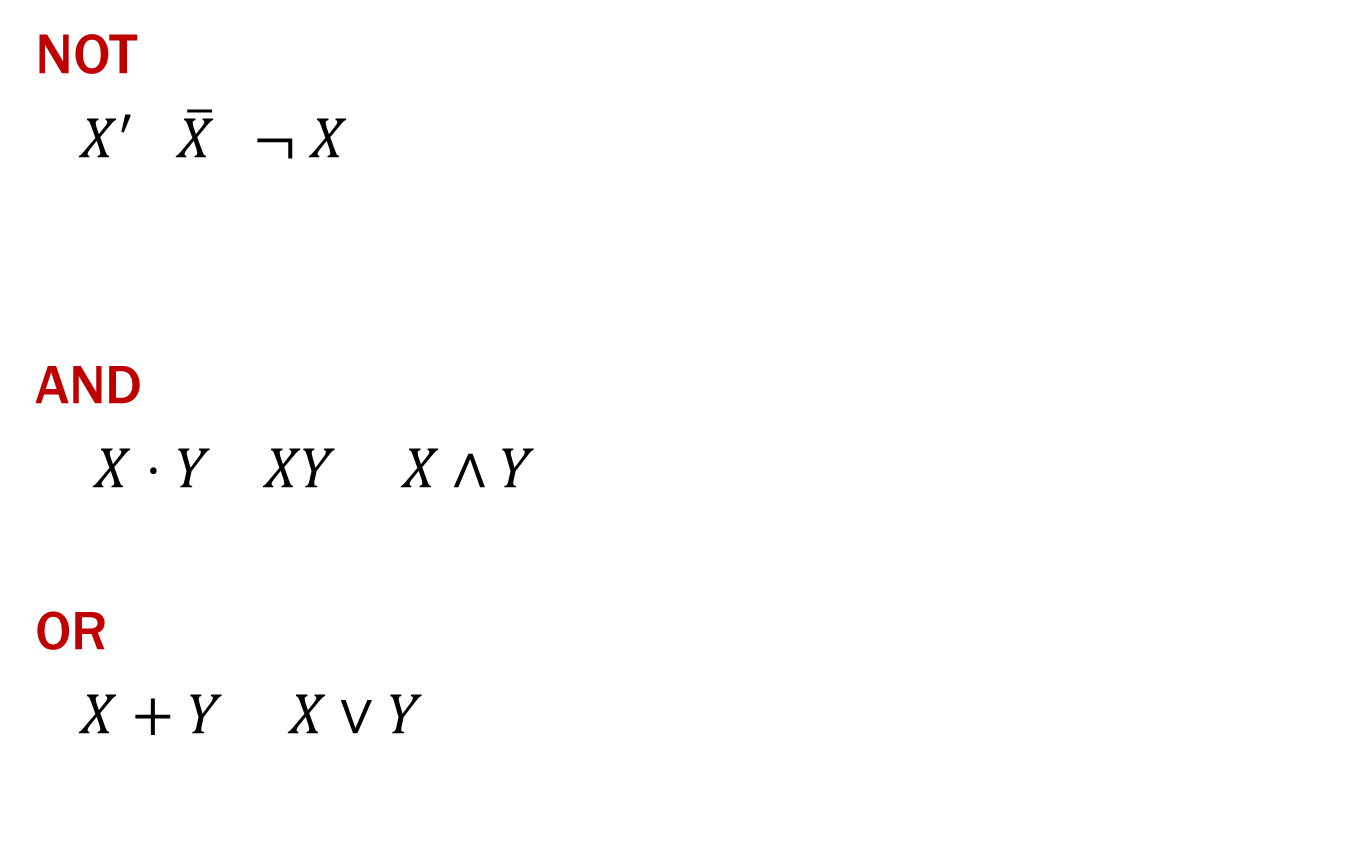 NOT
X′ X̅ ¬ X
AND
X · Y XY X ∧ Y
OR
X + Y X ∨ Y